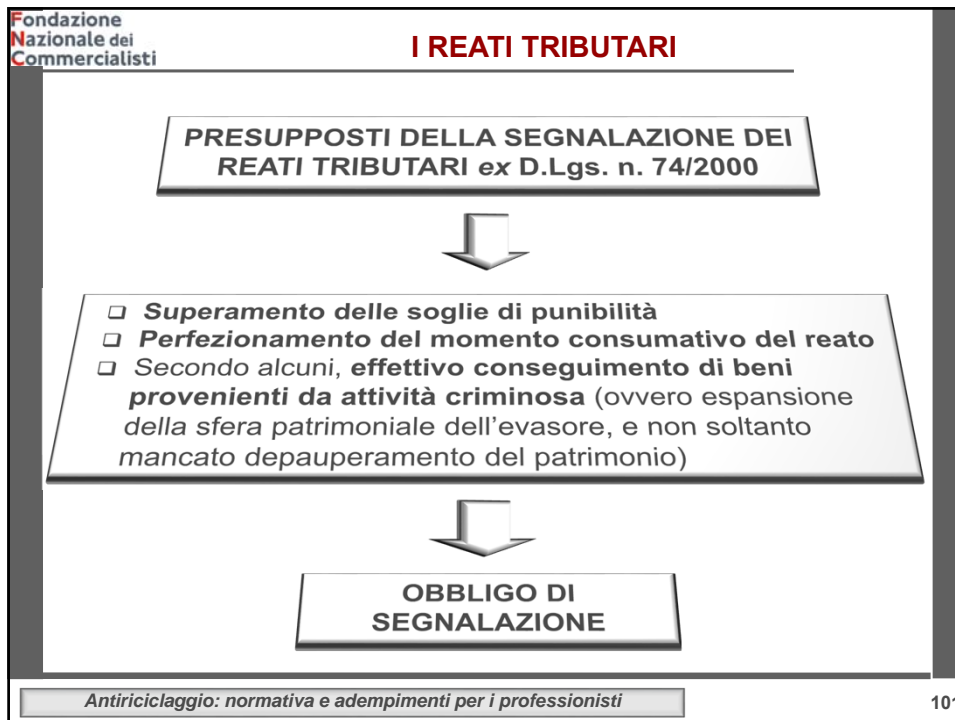 Fondazione
Nazionale dei
Commercialisti
I REATI TRIBUTARI
PRESUPPOSTI DELLA SEGNALAZIONE DEI
REATI TRIBUTARI ex D.Lgs. n. 74/2000
❑ Superamento delle soglie di punibilità
❑ Perfezionamento del momento consumativo del reato
❑ Secondo alcuni, effettivo conseguimento di beni
provenienti da attività criminosa (ovvero espansione
della sfera patrimoniale dell'evasore, e non soltanto
mancato depauperamento del patrimonio)
OBBLIGO DI
SEGNALAZIONE
Antiriciclaggio: normativa e adempimenti per i professionisti
101